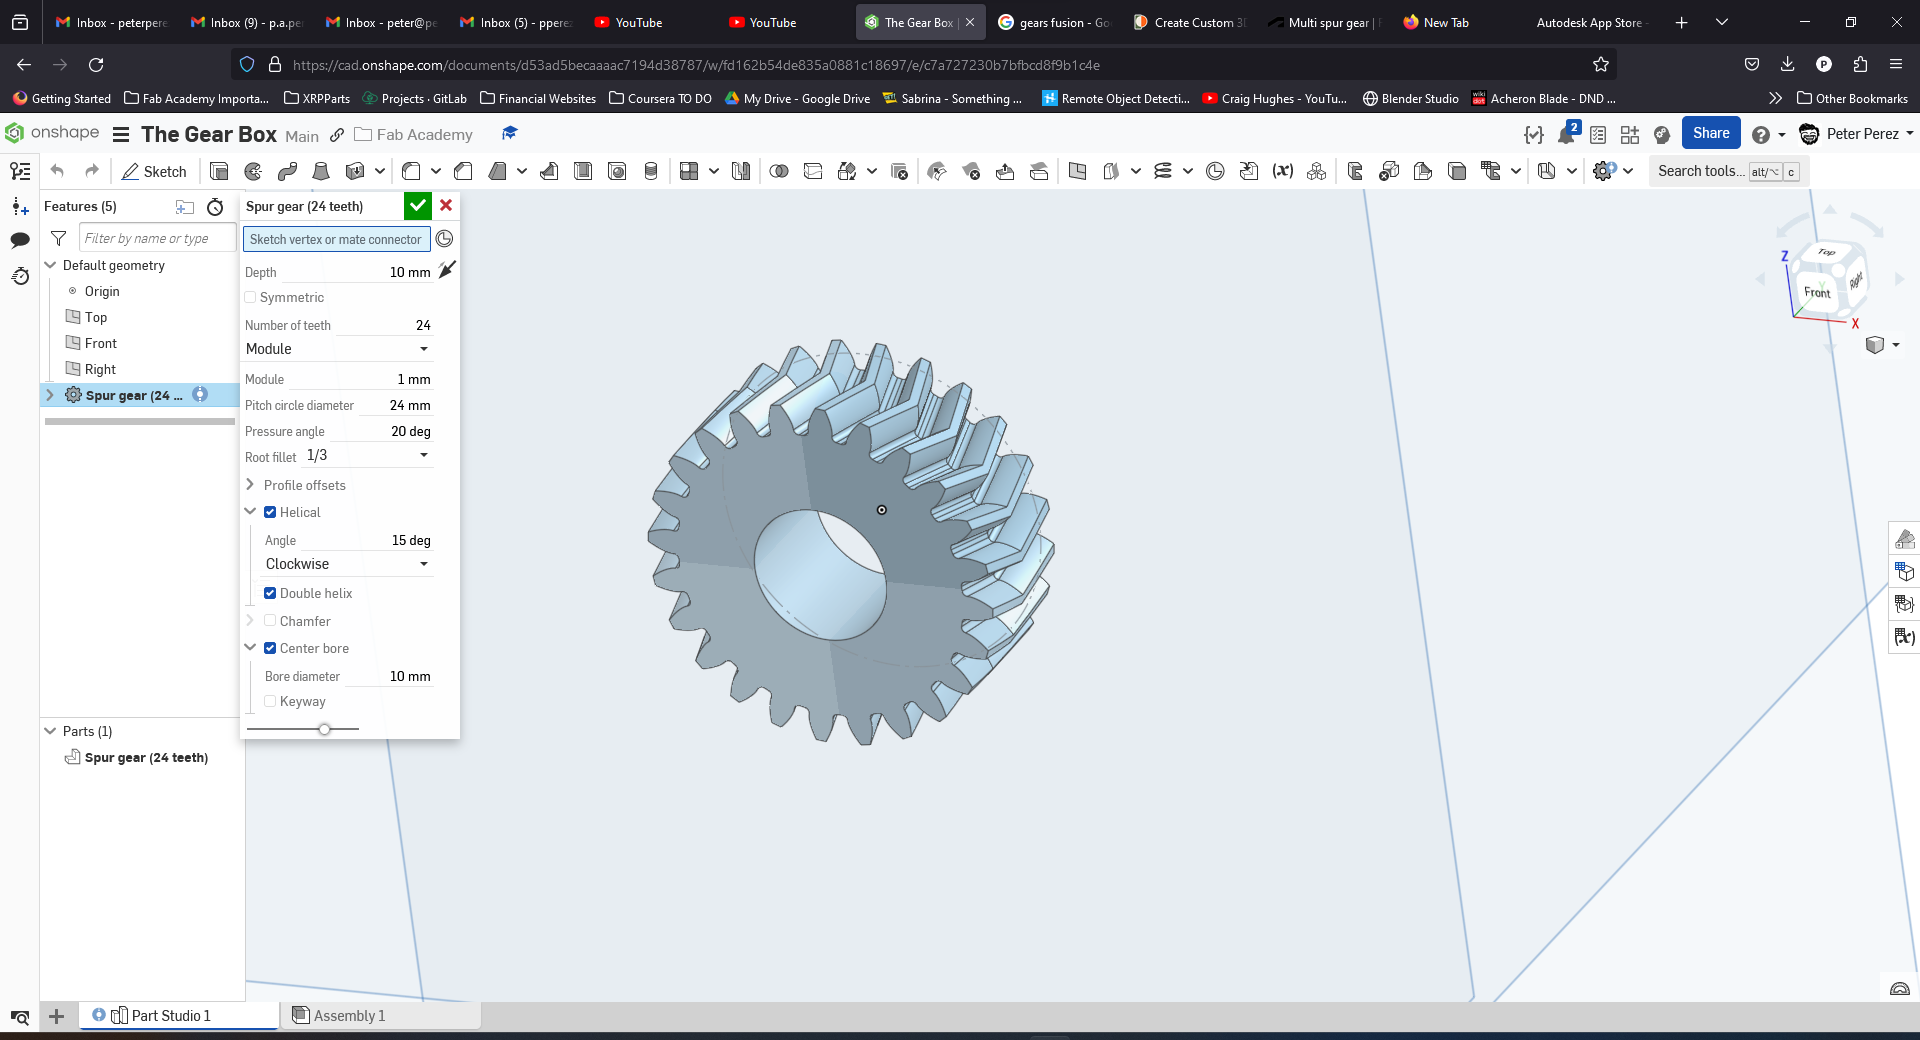 Inbox - peterpere
Inbox (9) - p.a.per
Inbox - peter@pe
Inbox (5) - pperez
YouTube
YouTube
The Gear Box |
gears fusion - Go
Create Custom 3D
Multi spur gear |
New Tab
Autodesk App Store -
https://cad.onshape.com/documents/d53ad5becaaaac7194d38787/w/fd162b54de835a0881c18697/e/c7a727230b7bfbcd8f9b1c4e
P
Getting Started
Fab Academy Importa...
XRPParts
Projects · GitLab
Financial Websites
Coursera TO DO
My Drive - Google Drive
Sabrina - Something ...
Remote Object Detecti...
Craig Hughes - YouTu...
Blender Studio
Acheron Blade - DND ...
Other Bookmarks
onshape
The Gear Box
Main
Fab Academy
2
Share
Peter Perez
Sketch
(x)
Search tools... alt/⌥ c
Features (5)
Filter by name or type
Default geometry
Origin
Top
Front
Right
Spur gear (24 ...
Parts (1)
Spur gear (24 teeth)
Spur gear (24 teeth)
Sketch vertex or mate connector
Depth 10 mm
Symmetric
Number of teeth 24
Module
Module 1 mm
Pitch circle diameter 24 mm
Pressure angle 20 deg
Root fillet 1/3
Profile offsets
Helical
Angle 15 deg
Clockwise
Double helix
Chamfer
Center bore
Bore diameter 10 mm
Keyway
Z
Top
Front
Right
Y
X
(x)
Part Studio 1
Assembly 1